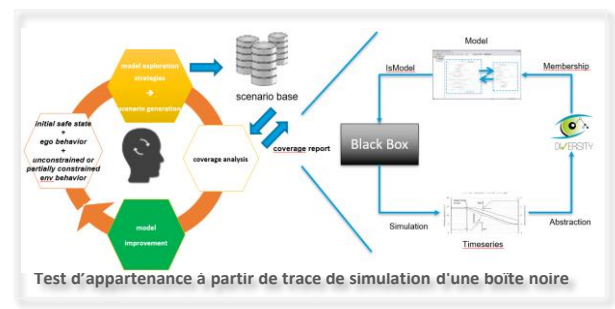 model exploration
strategies
→
scenario generation
scenario base
initial safe state
+
ego behavior
+
unconstrained or
partially constrained
env behavior
coverage analysis
coverage report
model
improvement
Model
IsModel
Membership
Black Box
DIVERSITY
Simulation
Abstraction
Timeseries
Test d'appartenance à partir de trace de simulation d'une boîte noire